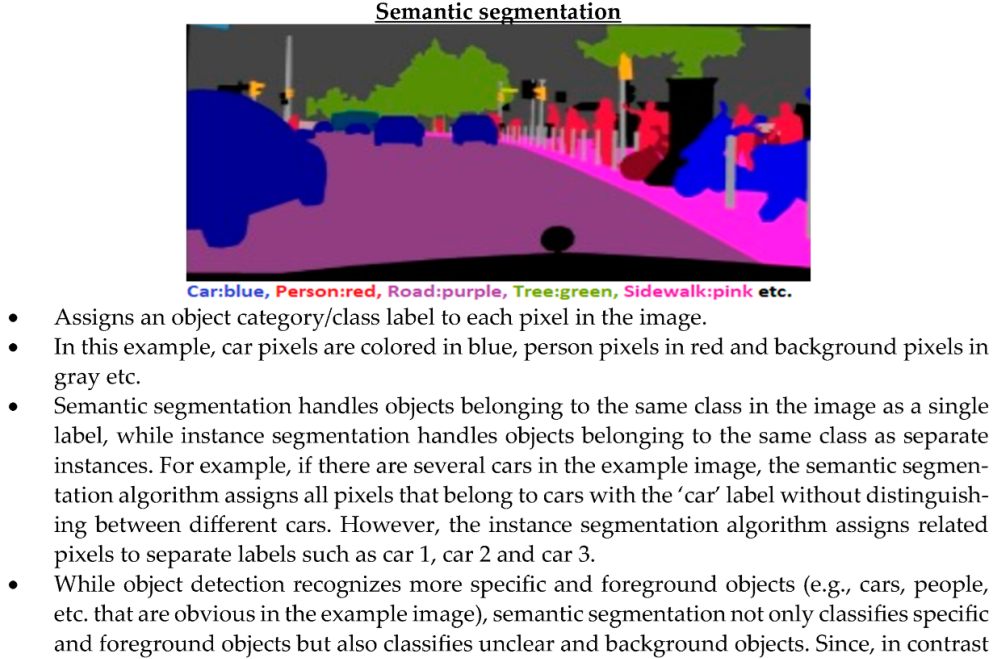 Semantic segmentation
Car:blue, Person:red, Road:purple, Tree:green, Sidewalk:pink etc.
• Assigns an object category/class label to each pixel in the image.
• In this example, car pixels are colored in blue, person pixels in red and background pixels in
gray etc.
• Semantic segmentation handles objects belonging to the same class in the image as a single
label, while instance segmentation handles objects belonging to the same class as separate
instances. For example, if there are several cars in the example image, the semantic segmen-
tation algorithm assigns all pixels that belong to cars with the ‘car’ label without distinguish-
ing between different cars. However, the instance segmentation algorithm assigns related
pixels to separate labels such as car 1, car 2 and car 3.
• While object detection recognizes more specific and foreground objects (e.g., cars, people,
etc. that are obvious in the example image), semantic segmentation not only classifies specific
and foreground objects but also classifies unclear and background objects. Since, in contrast